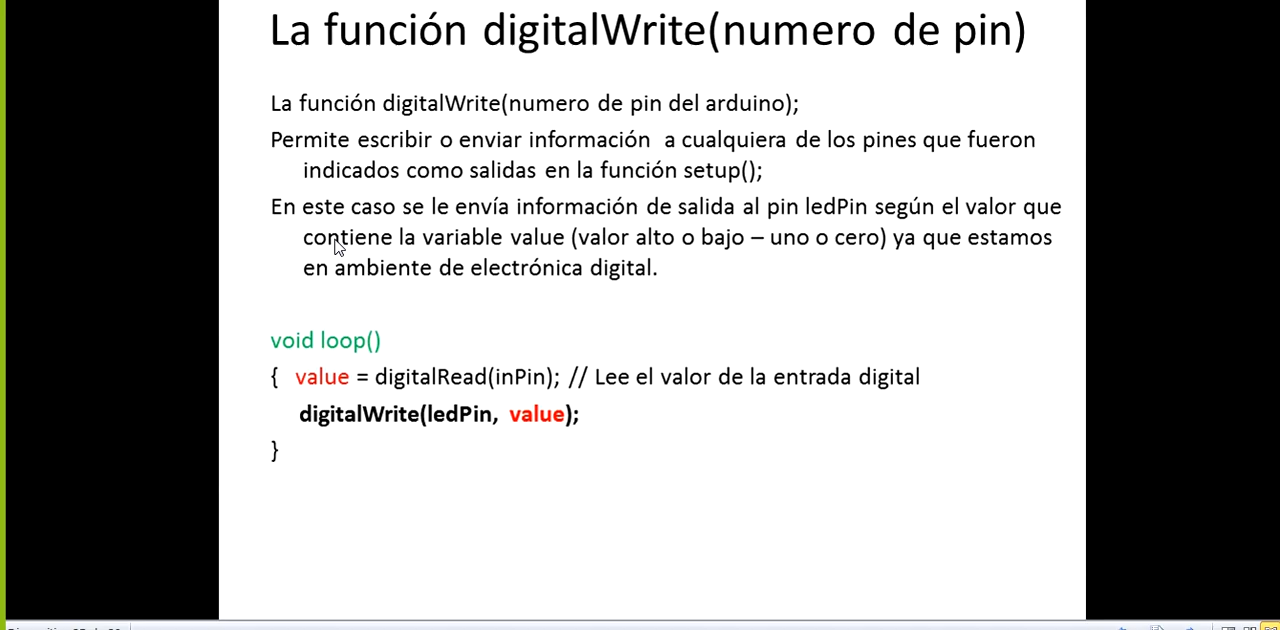 La función digitalWrite(numero de pin)
La función digitalWrite(numero de pin del arduino);
Permite escribir o enviar información  a cualquiera de los pines que fueron
indicados como salidas en la función setup();
En este caso se le envía información de salida al pin ledPin según el valor que
contiene la variable value (valor alto o bajo – uno o cero) ya que estamos
en ambiente de electrónica digital.
void loop()
{   value = digitalRead(inPin); // Lee el valor de la entrada digital
digitalWrite(ledPin,  value);
}